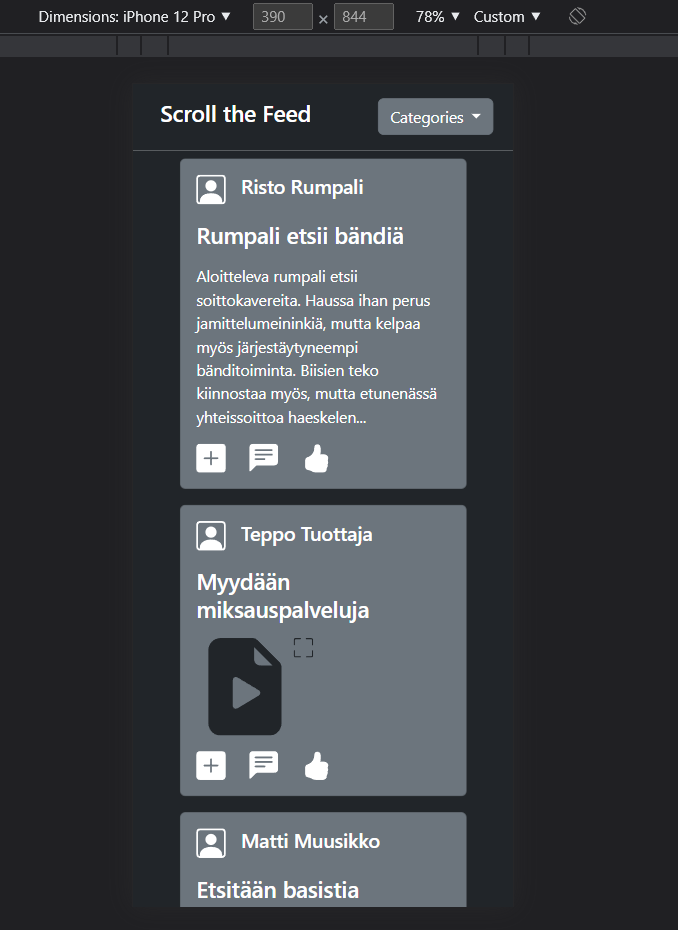 Dimensions: iPhone 12 Pro ▼ 390 × 844 78% ▼ Custom ▼
Scroll the Feed
Categories
Risto Rumpali
Rumpali etsii bändiä
Aloitteleva rumpali etsii
soittokavereita. Haussa ihan perus
jamittelumeininkiä, mutta kelpaa
myös järjestäytyneempi
bänditoiminta. Biisien teko
kiinnostaa myös, mutta etunenässä
yhteissoittoa haeskelen...
Teppo Tuottaja
Myydään
miksauspalveluja
Matti Muusikko
Etsitään basistia